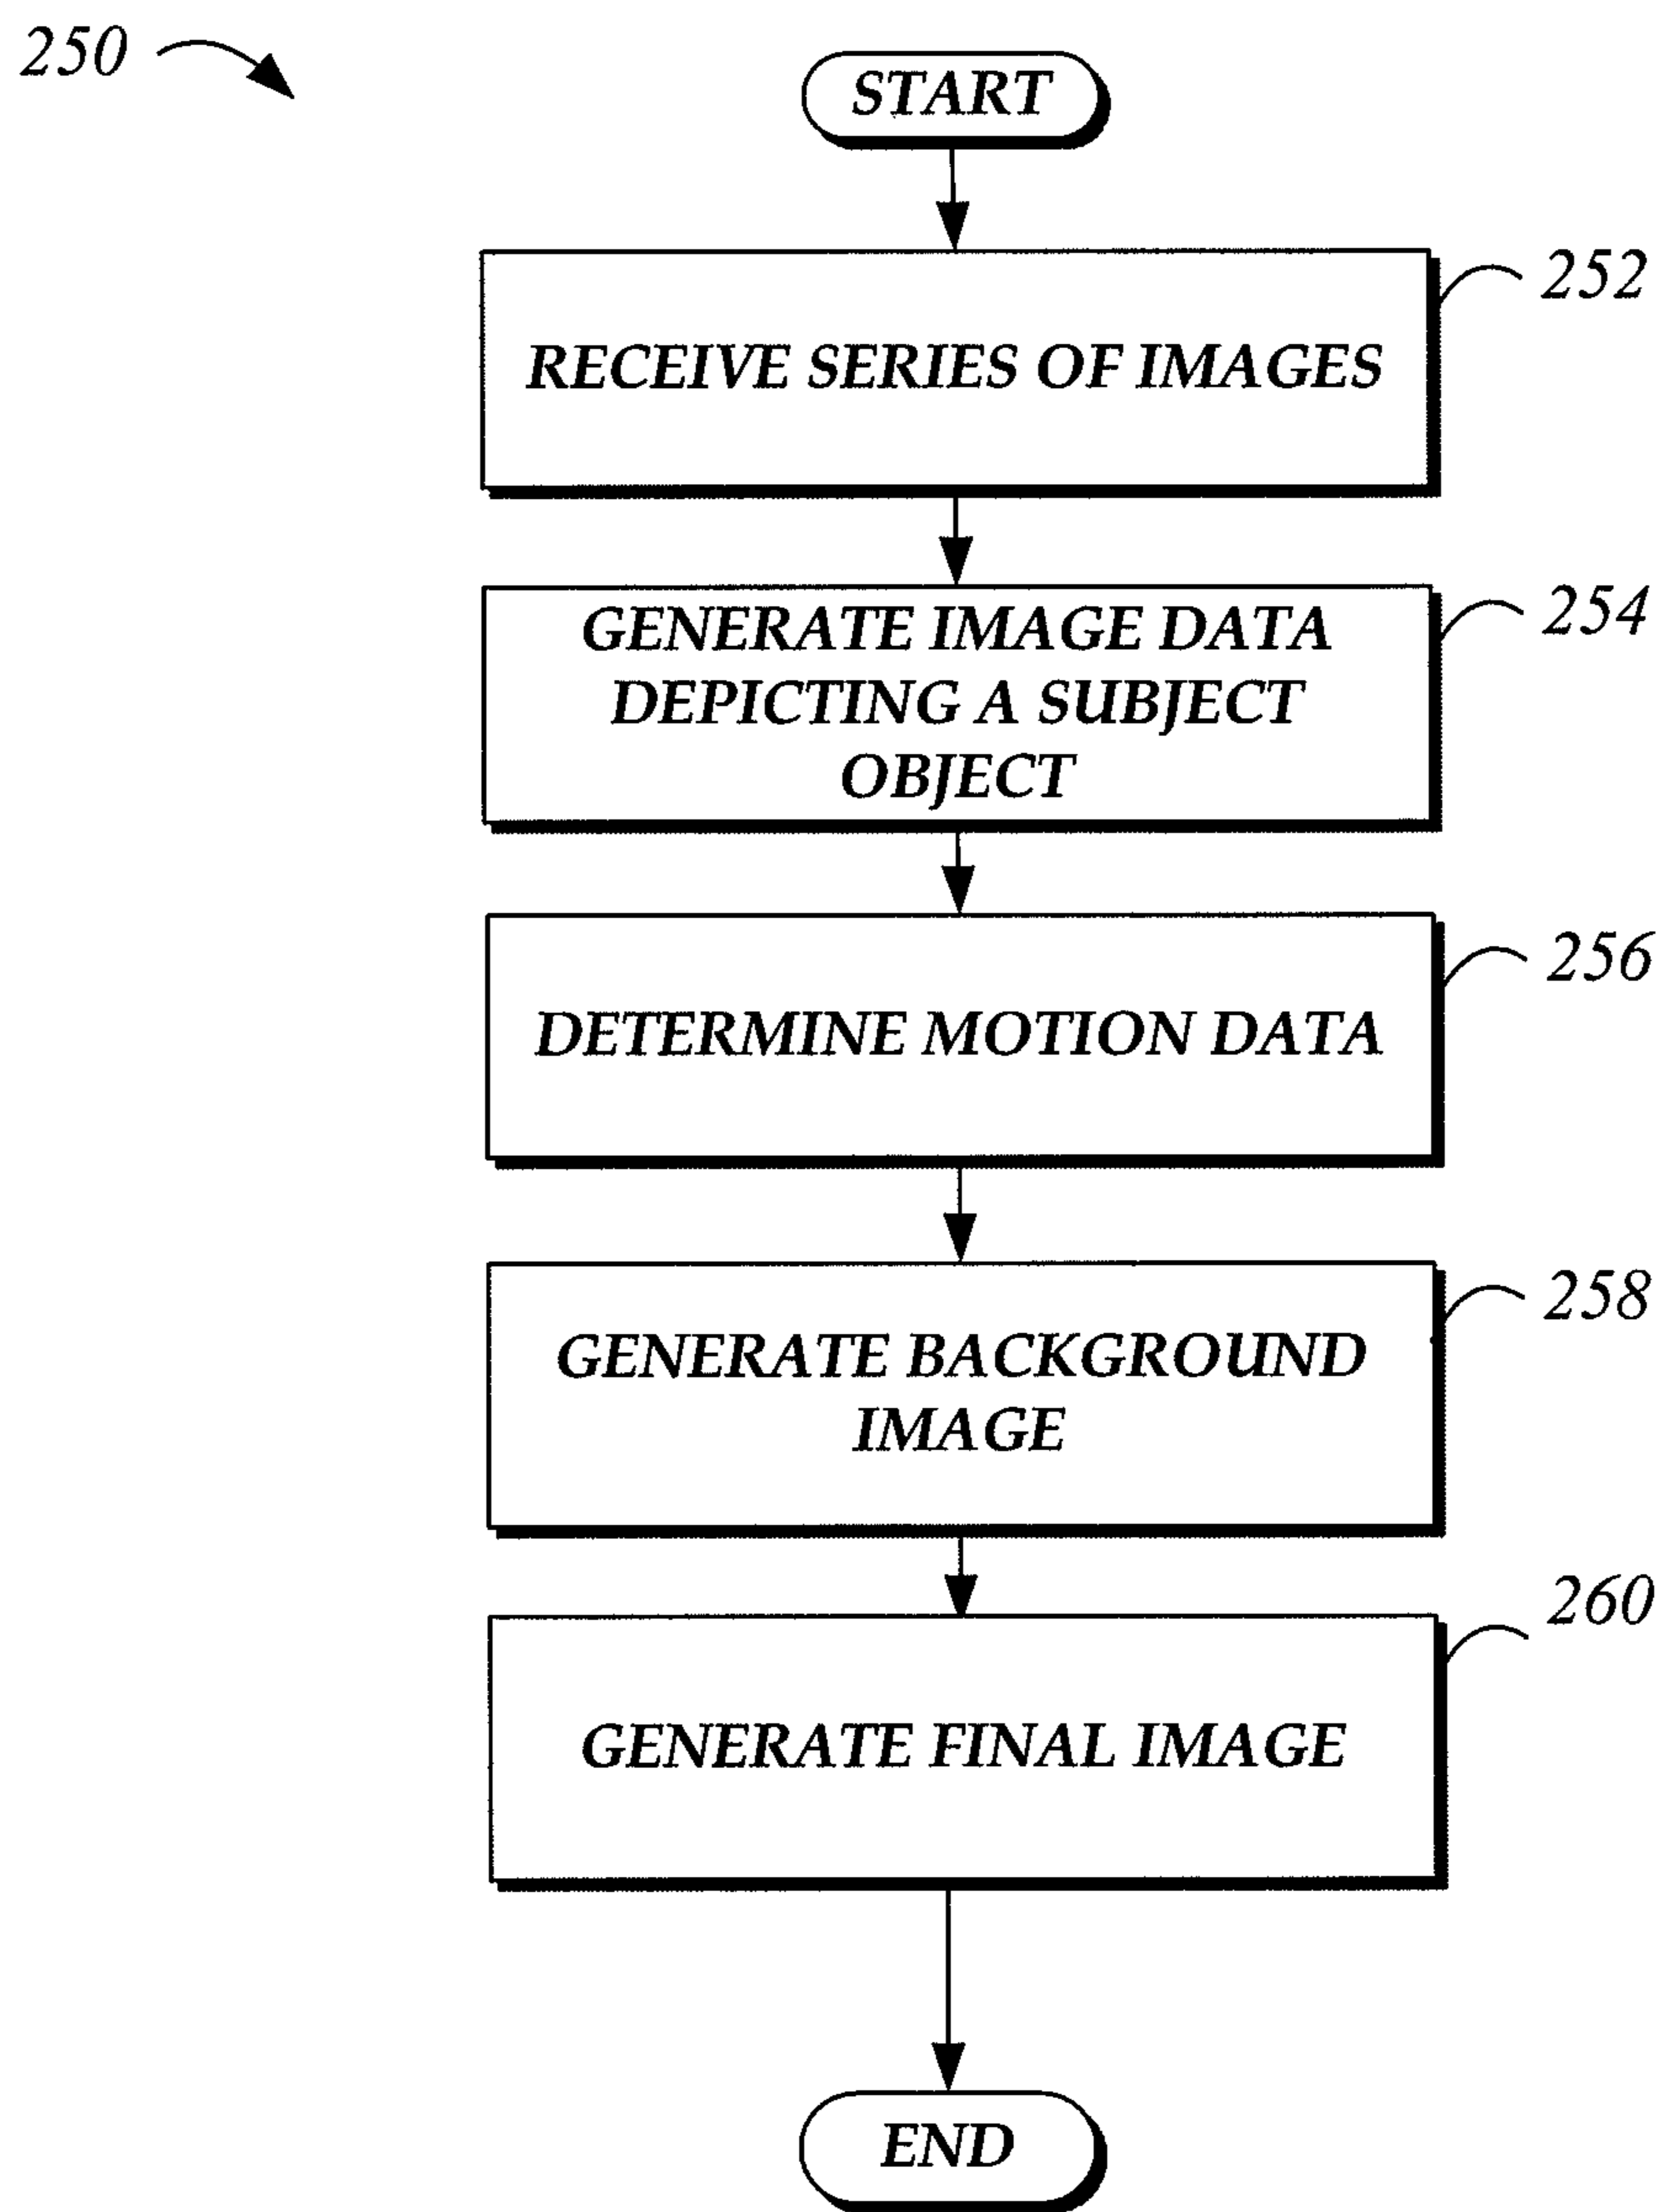 250
START
252
RECEIVE SERIES OF IMAGES
254
GENERATE IMAGE DATA
DEPICTING A SUBJECT
OBJECT
256
DETERMINE MOTION DATA
258
GENERATE BACKGROUND
IMAGE
260
GENERATE FINAL IMAGE
END